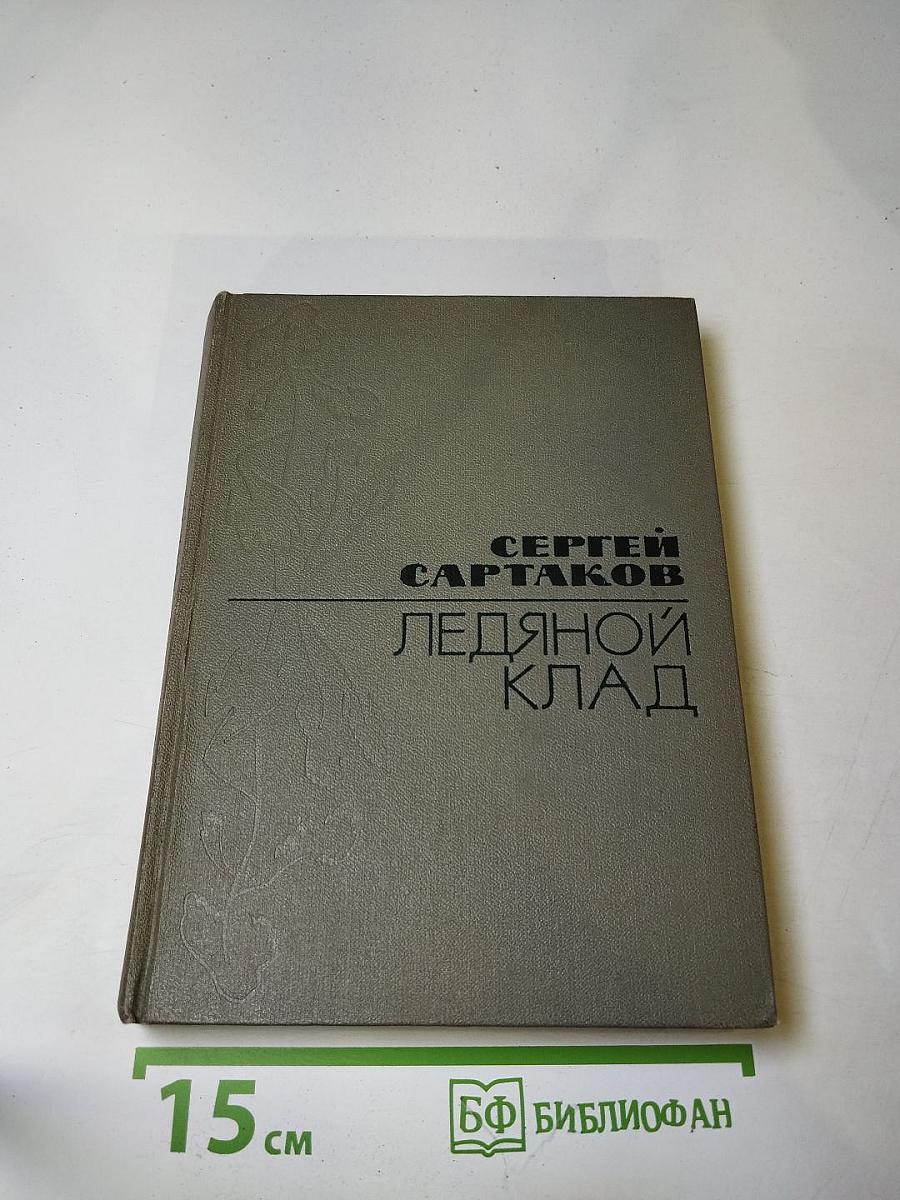 СЕРГЕЙ
САРТАКОВ
ЛЕДЯНОЙ
КЛАД
15 см
БФ БИБЛИОФАН